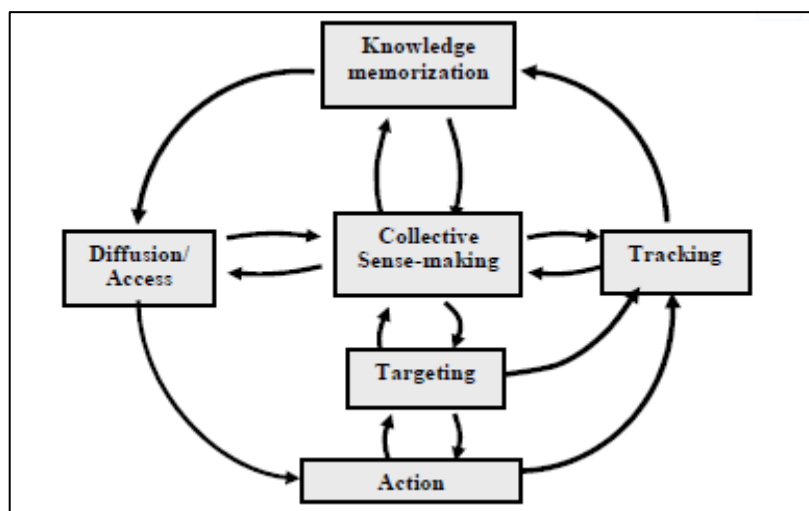 Knowledge
memorization
Diffusion/
Access
Collective
Sense-making
Tracking
Targeting
Action